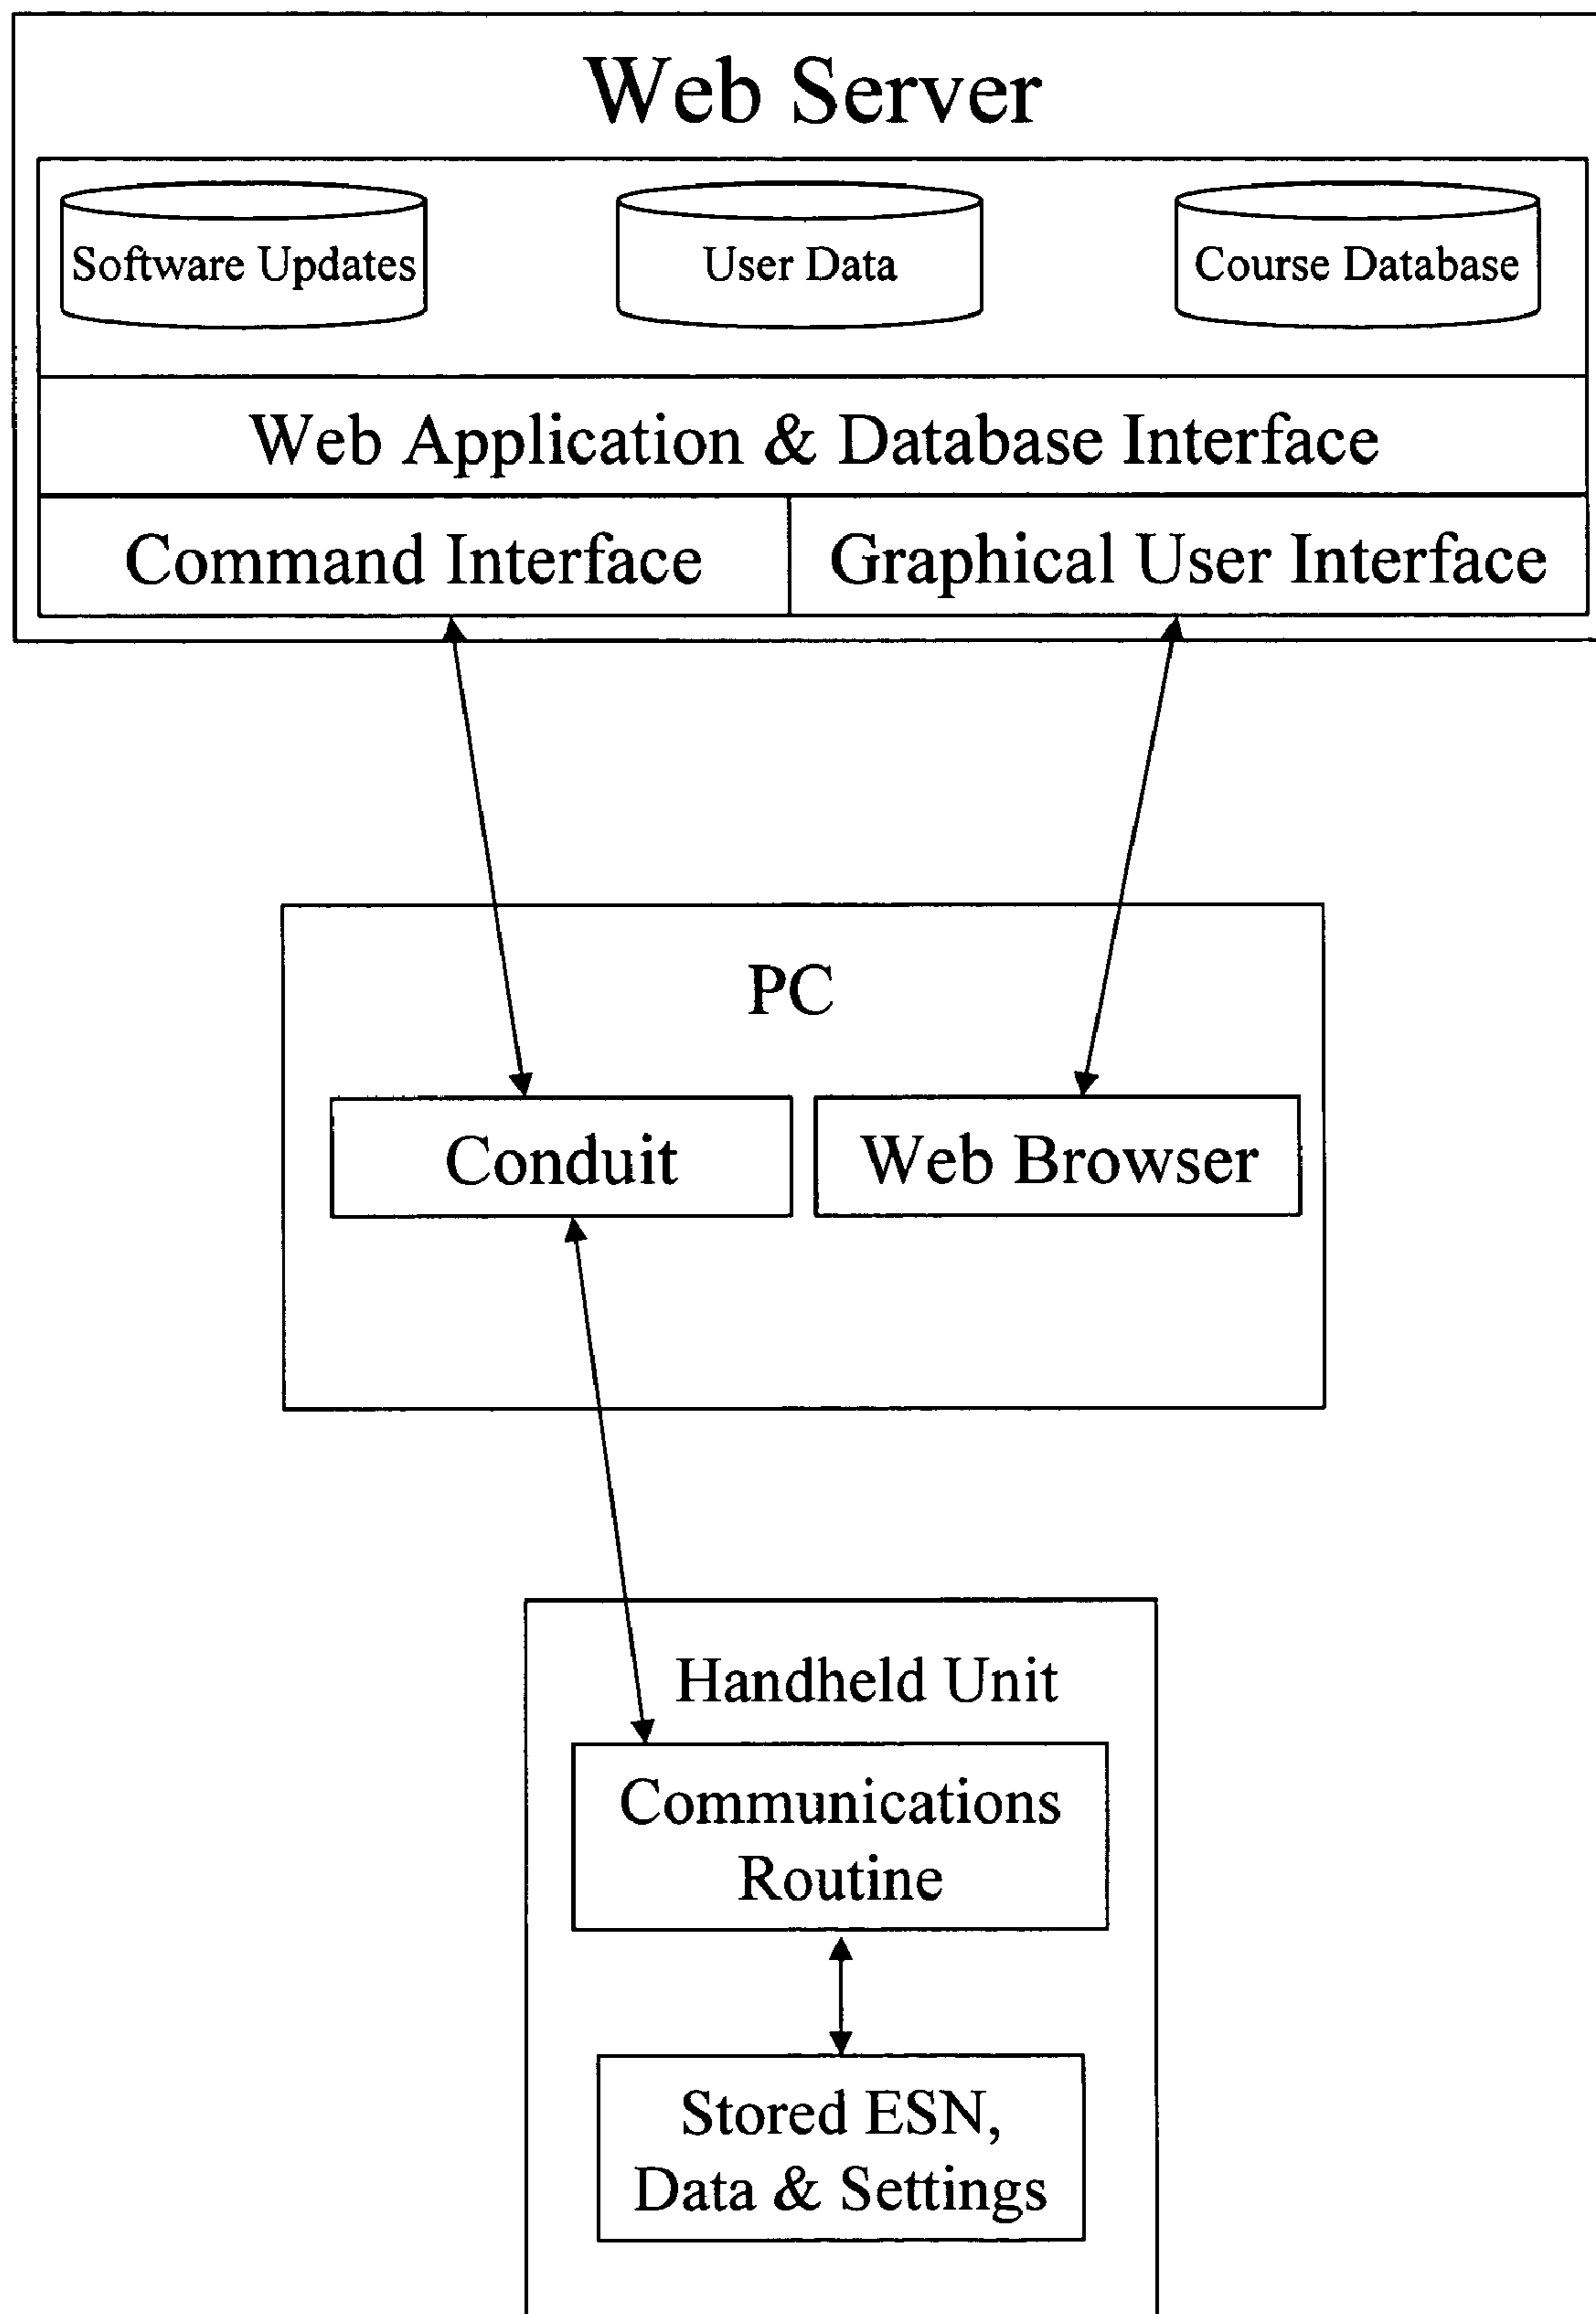 Web Server
Software Updates
User Data
Course Database
Web Application & Database Interface
Command Interface
Graphical User Interface
PC
Conduit
Web Browser
Handheld Unit
Communications
Routine
Stored ESN,
Data & Settings